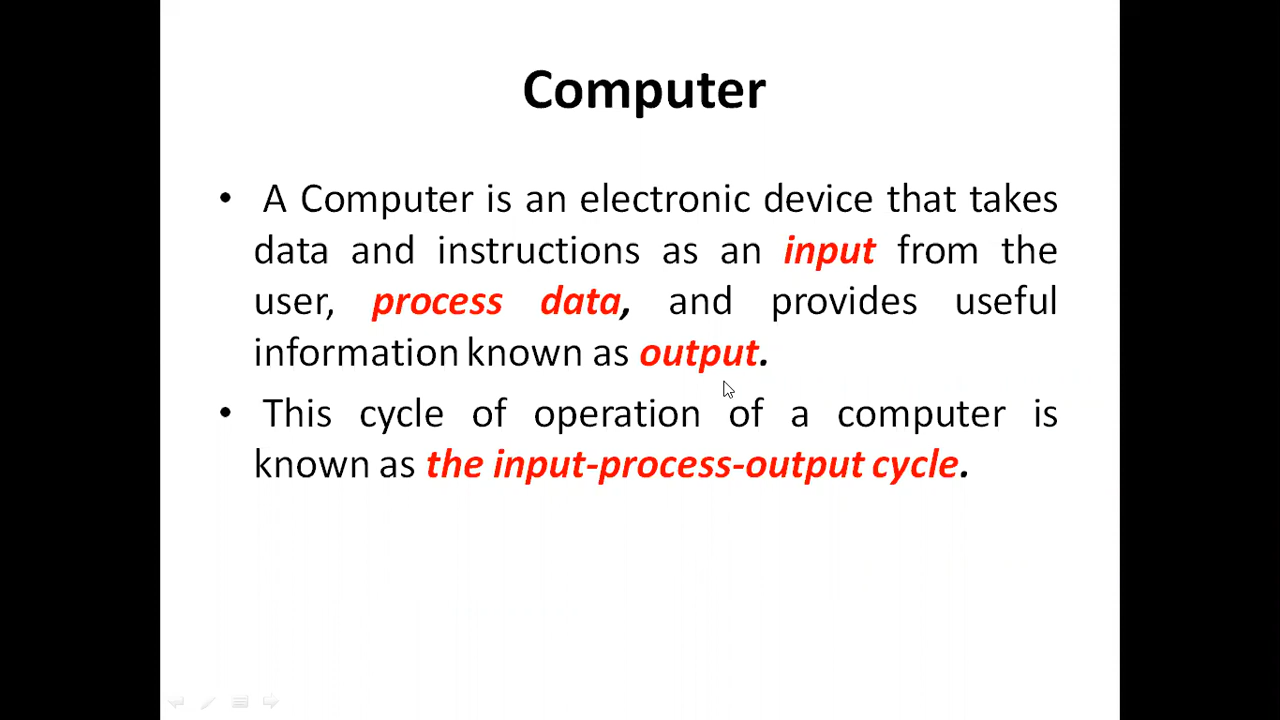 Computer
• A Computer is an electronic device that takes
data and instructions as an input from the
user, process data, and provides useful
information known as output.
• This cycle of operation of a computer is
known as the input-process-output cycle.